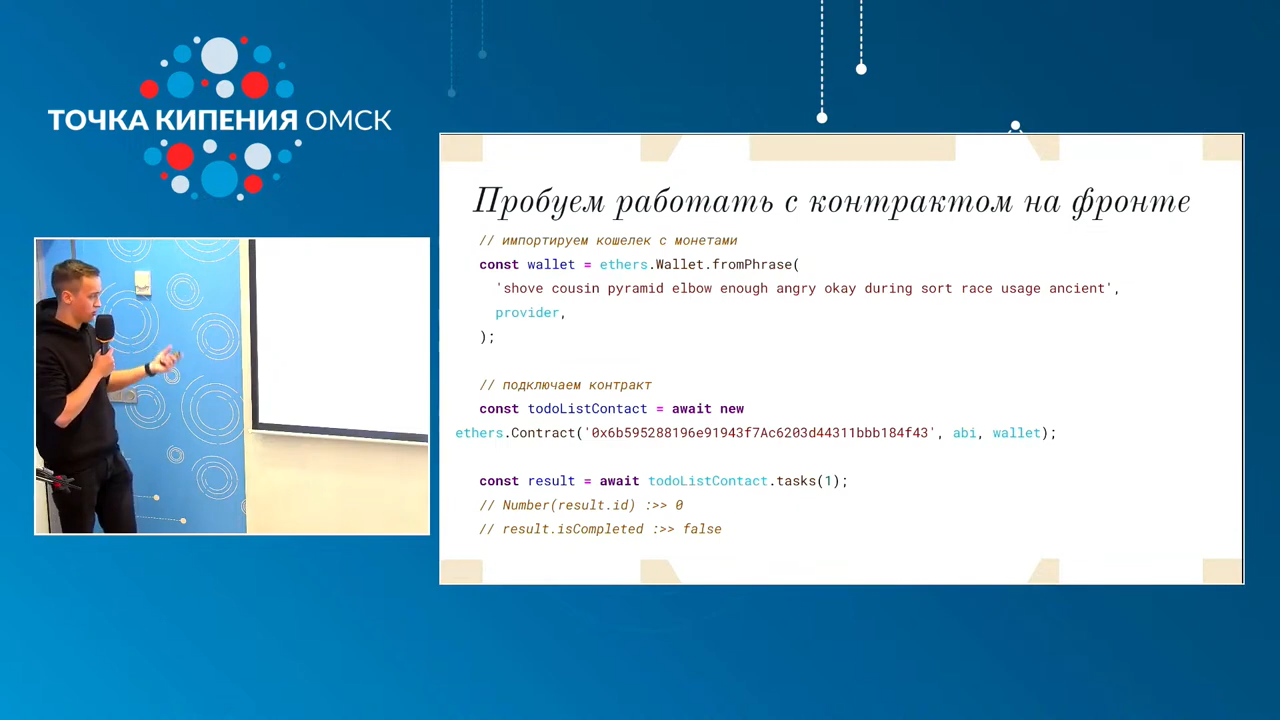 ТОЧКА КИПЕНИЯ ОМСК
Пробуем работать с контрактом на фронте
// импортируем кошелек с монетами
const wallet = ethers.Wallet.fromPhrase(
'shove cousin pyramid elbow enough angry okay during sort race usage ancient',
provider,
);
// подключаем контракт
const todoListContact = await new
ethers.Contract('0x6b595288196e91943f7Ac6203d44311bbb184f43', abi, wallet);
const result = await todoListContact.tasks(1);
// Number(result.id) :>> 0
// result.isCompleted :>> false